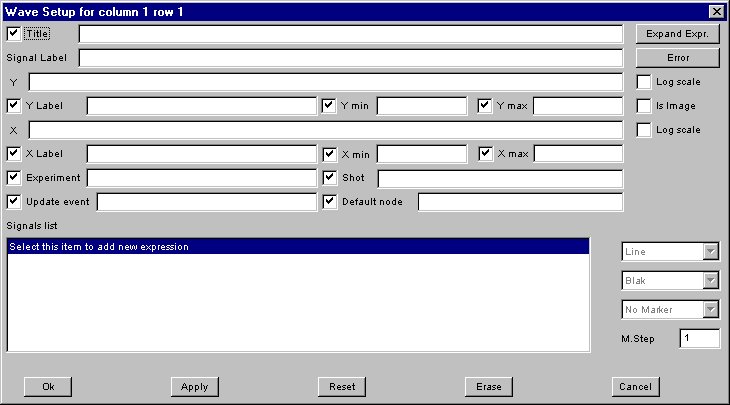 Wave Setup for column 1 row 1
Title Expand Expr.
Signal Label Error
Y Log scale
Y Label Y min Y max Is Image
X Log scale
X Label X min X max
Experiment Shot
Update event Default node
Signals list
Select this item to add new expression
Line
Blak
No Marker
M.Step 1
Ok Apply Reset Erase Cancel